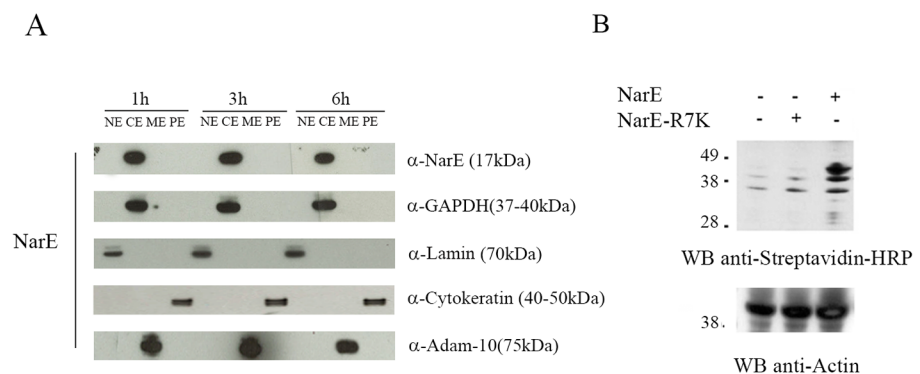 A
B
1h 3h 6h
NE CE ME PE NE CE ME PE NE CE ME PE
NarE
α-NarE (17kDa)
α-GAPDH(37-40kDa)
α-Lamin (70kDa)
α-Cytokeratin (40-50kDa)
α-Adam-10(75kDa)
NarE - - +
NarE-R7K - + -
49
38
28
WB anti-Streptavidin-HRP
38
WB anti-Actin